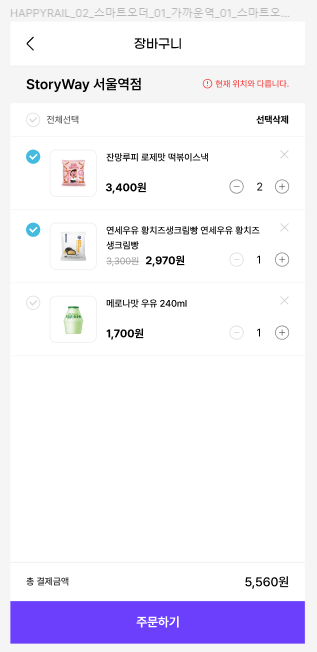 HAPPYRAIL_02_스마트오더_01_가까운역_01_스마트오...
장바구니
StoryWay 서울역점
현재 위치와 다릅니다.
전체선택
선택삭제
잔망루피 로제맛 떡볶이스낵
3,400원
2
연세우유 황치즈생크림빵 연세우유 황치즈
생크림빵
3,300원 2,970원
1
메로나맛 우유 240ml
1,700원
1
총 결제금액
5,560원
주문하기